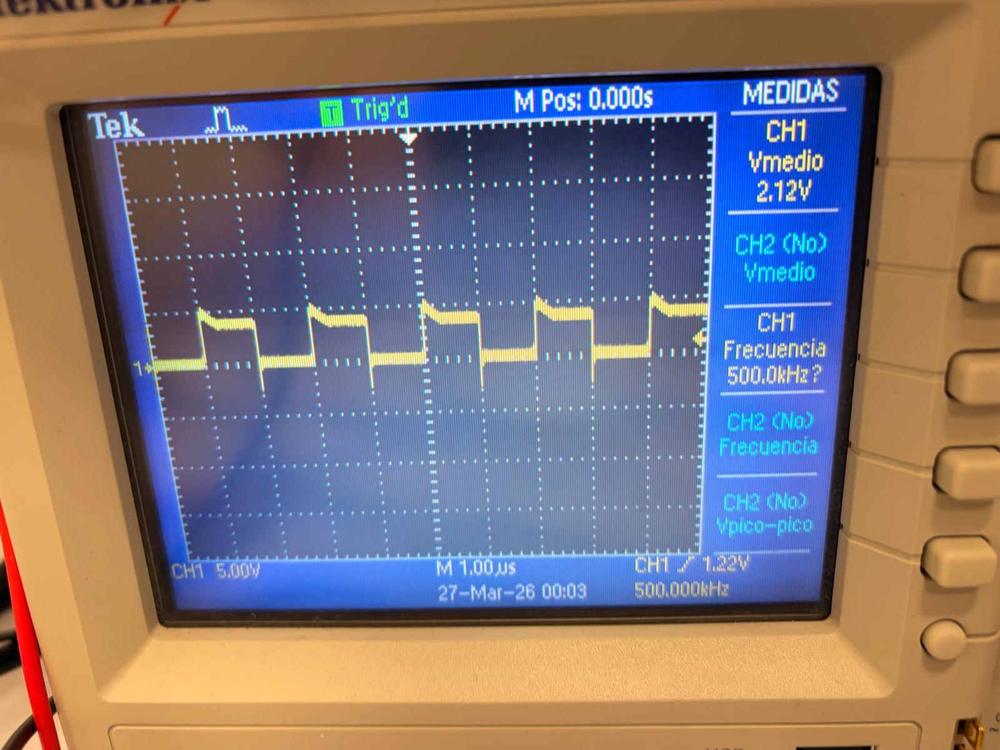 Tek
Trig'd
M Pos: 0.000s
MEDIDAS
CH1
Vmedio
2.12V
CH2 (No)
Vmedio
CH1
Frecuencia
500.0kHz?
CH2 (No)
Frecuencia
CH2 (No)
Vpico-pico
1
CH1 5.00V
M 1.00µs
CH1 1.22V
27-Mar-26 00:03
500.000kHz